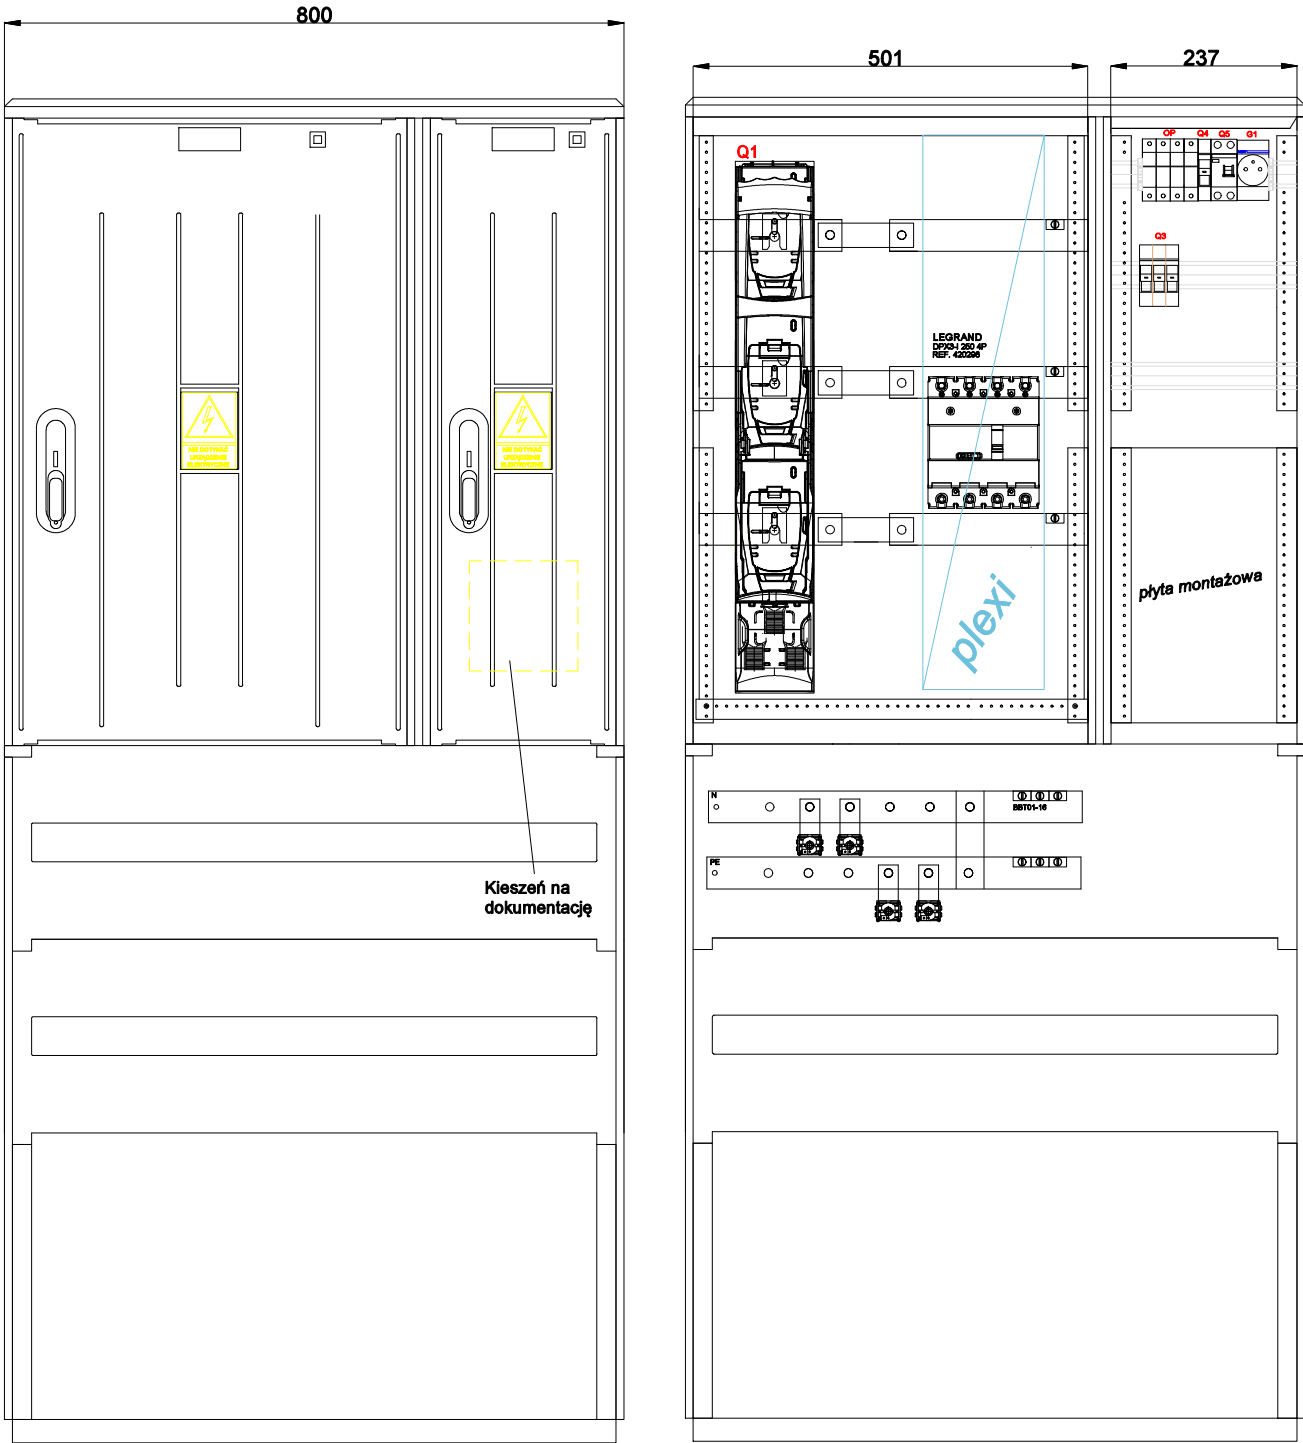 800
501
237
Q1
OP Q4 Q5 G1
Q3
LEGRAND
DPX3-I 250 4P
REF. 420298
plexi
płyta montażowa
N
BBT01-16
PE
Kieszeń na
dokumentację